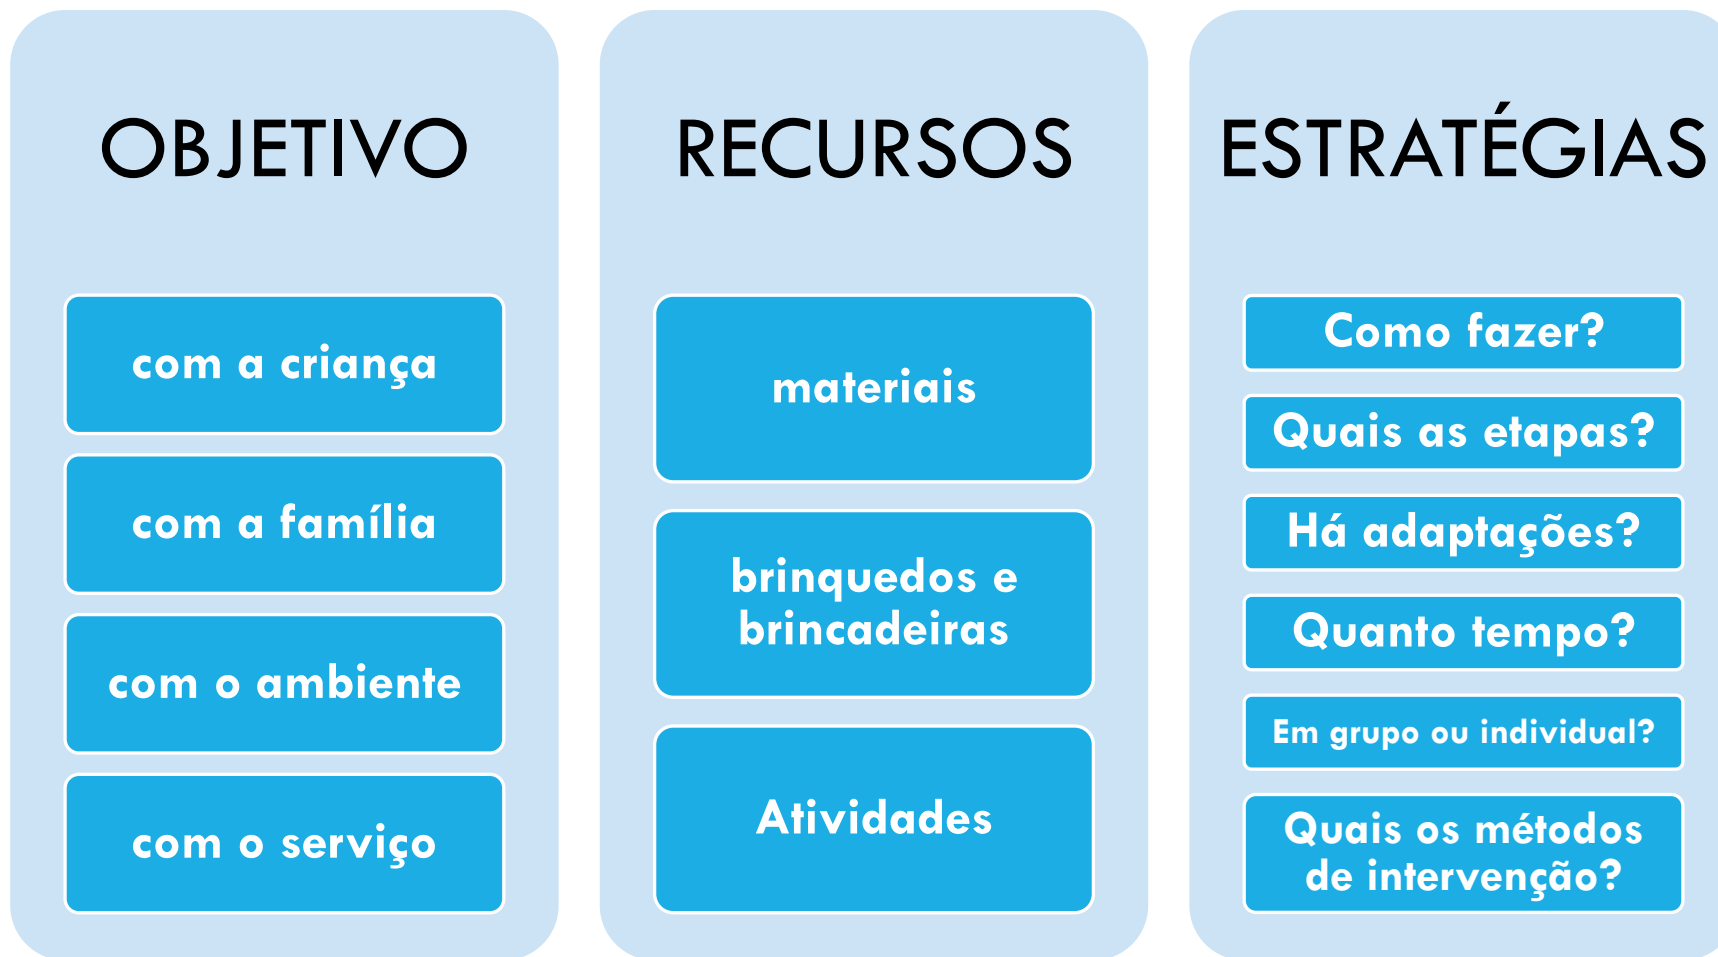 OBJETIVO
com a criança
com a família
com o ambiente
com o serviço
RECURSOS
materiais
brinquedos e
brincadeiras
Atividades
ESTRATÉGIAS
Como fazer?
Quais as etapas?
Há adaptações?
Quanto tempo?
Em grupo ou individual?
Quais os métodos
de intervenção?